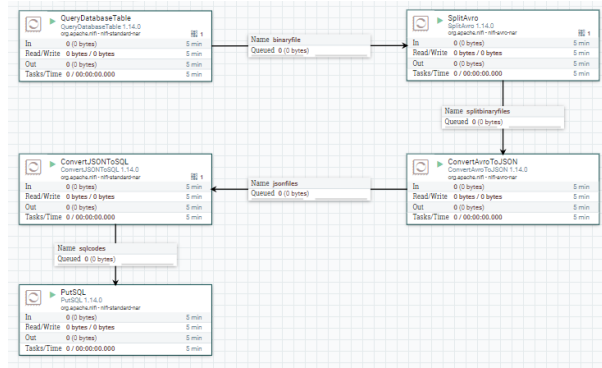 QueryDatabaseTable
QueryDatabaseTable 1.14.0
org.apache.nifi - nifi-standard-nar
1
In 0 (0 bytes) 5 min
Read/Write 0 bytes / 0 bytes 5 min
Out 0 (0 bytes) 5 min
Tasks/Time 0 / 00:00:00.000 5 min
Name binaryfile
Queued 0 (0 bytes)
SplitAvro
SplitAvro 1.14.0
org.apache.nifi - nifi-avro-nar
1
In 0 (0 bytes) 5 min
Read/Write 0 bytes / 0 bytes 5 min
Out 0 (0 bytes) 5 min
Tasks/Time 0 / 00:00:00.000 5 min
Name splitbinaryfiles
Queued 0 (0 bytes)
ConvertJSONToSQL
ConvertJSONToSQL 1.14.0
org.apache.nifi - nifi-standard-nar
1
In 0 (0 bytes) 5 min
Read/Write 0 bytes / 0 bytes 5 min
Out 0 (0 bytes) 5 min
Tasks/Time 0 / 00:00:00.000 5 min
Name jsonfiles
Queued 0 (0 bytes)
ConvertAvroToJSON
ConvertAvroToJSON 1.14.0
org.apache.nifi - nifi-avro-nar
In 0 (0 bytes) 5 min
Read/Write 0 bytes / 0 bytes 5 min
Out 0 (0 bytes) 5 min
Tasks/Time 0 / 00:00:00.000 5 min
Name sqlcodes
Queued 0 (0 bytes)
PutSQL
PutSQL 1.14.0
org.apache.nifi - nifi-standard-nar
In 0 (0 bytes) 5 min
Read/Write 0 bytes / 0 bytes 5 min
Out 0 (0 bytes) 5 min
Tasks/Time 0 / 00:00:00.000 5 min